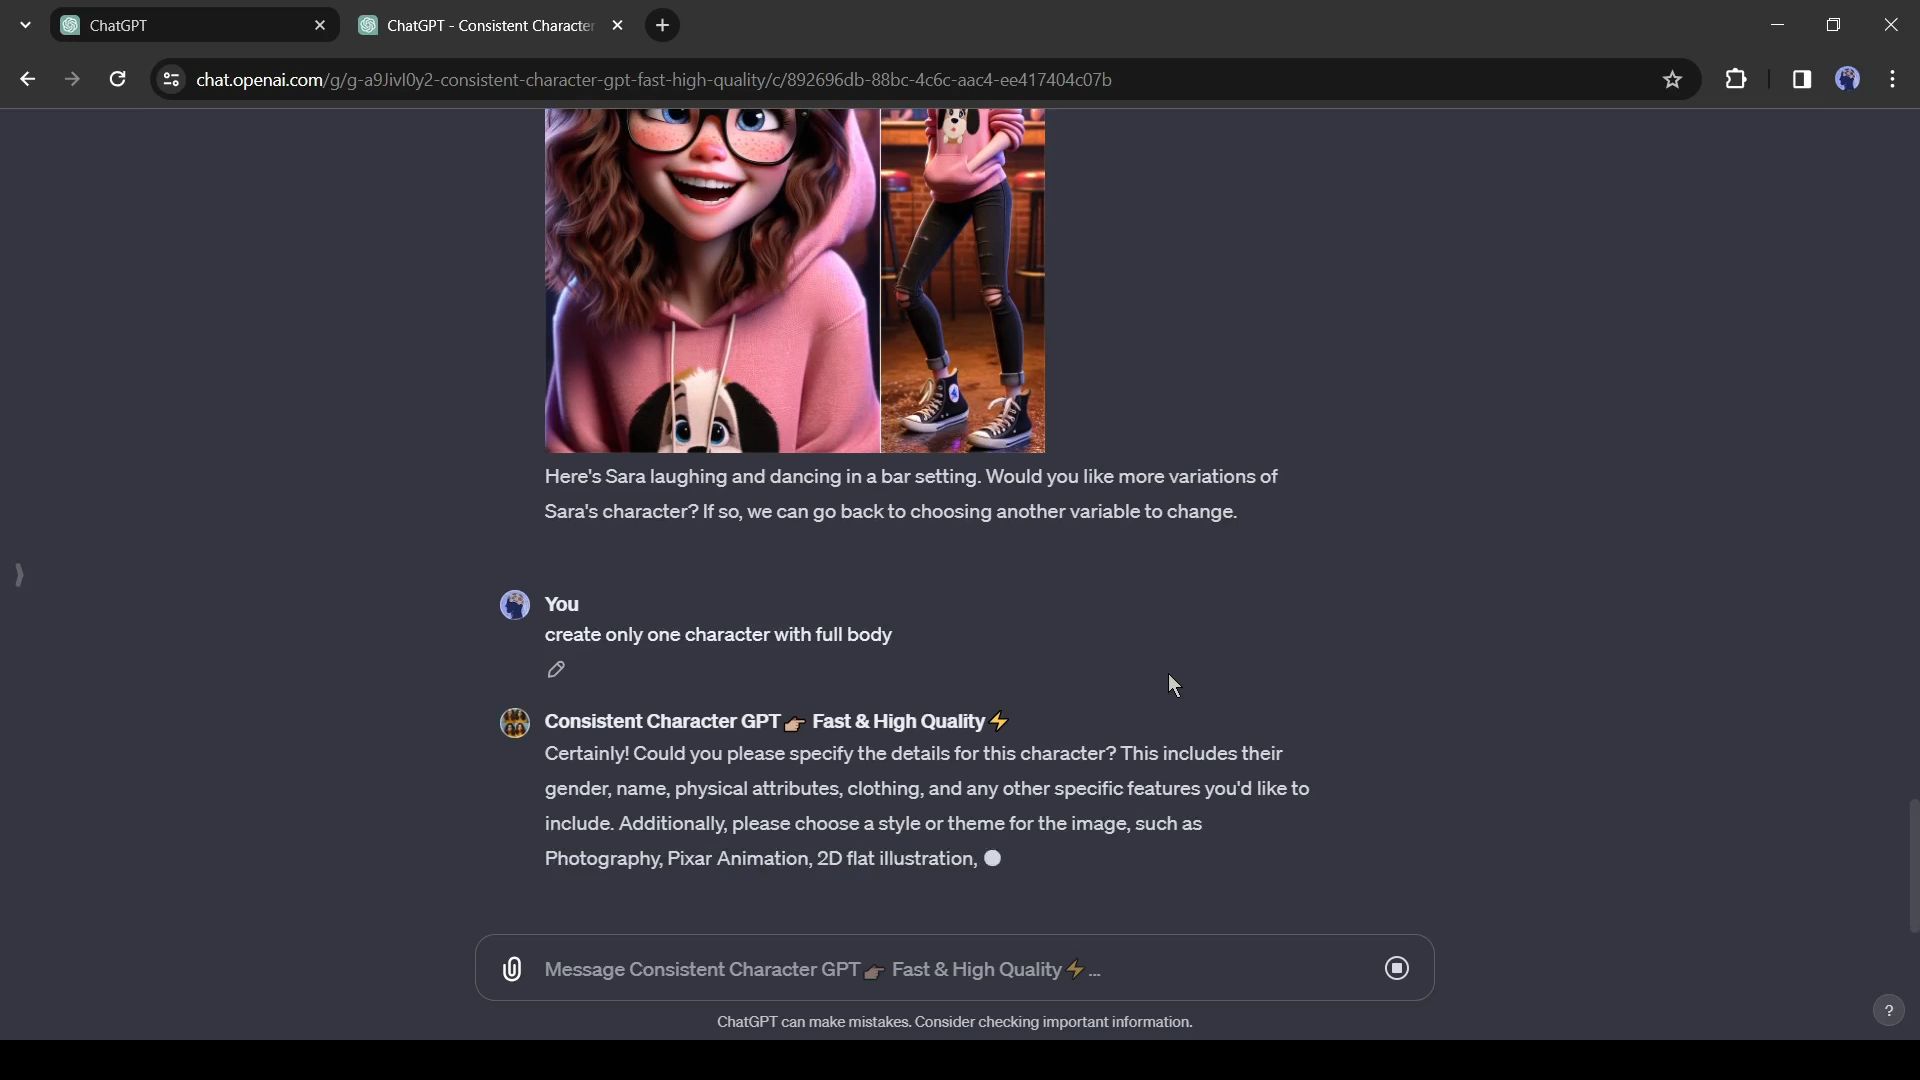 ChatGPT
ChatGPT - Consistent Character
chat.openai.com/g/g-a9JivI0y2-consistent-character-gpt-fast-high-quality/c/892696db-88bc-4c6c-aac4-ee417404c07b
Here's Sara laughing and dancing in a bar setting. Would you like more variations of
Sara's character? If so, we can go back to choosing another variable to change.
You
create only one character with full body
Consistent Character GPT 👉🏽 Fast & High Quality⚡
Certainly! Could you please specify the details for this character? This includes their
gender, name, physical attributes, clothing, and any other specific features you'd like to
include. Additionally, please choose a style or theme for the image, such as
Photography, Pixar Animation, 2D flat illustration,
Message Consistent Character GPT 👉🏽 Fast & High Quality⚡...
ChatGPT can make mistakes. Consider checking important information.
?